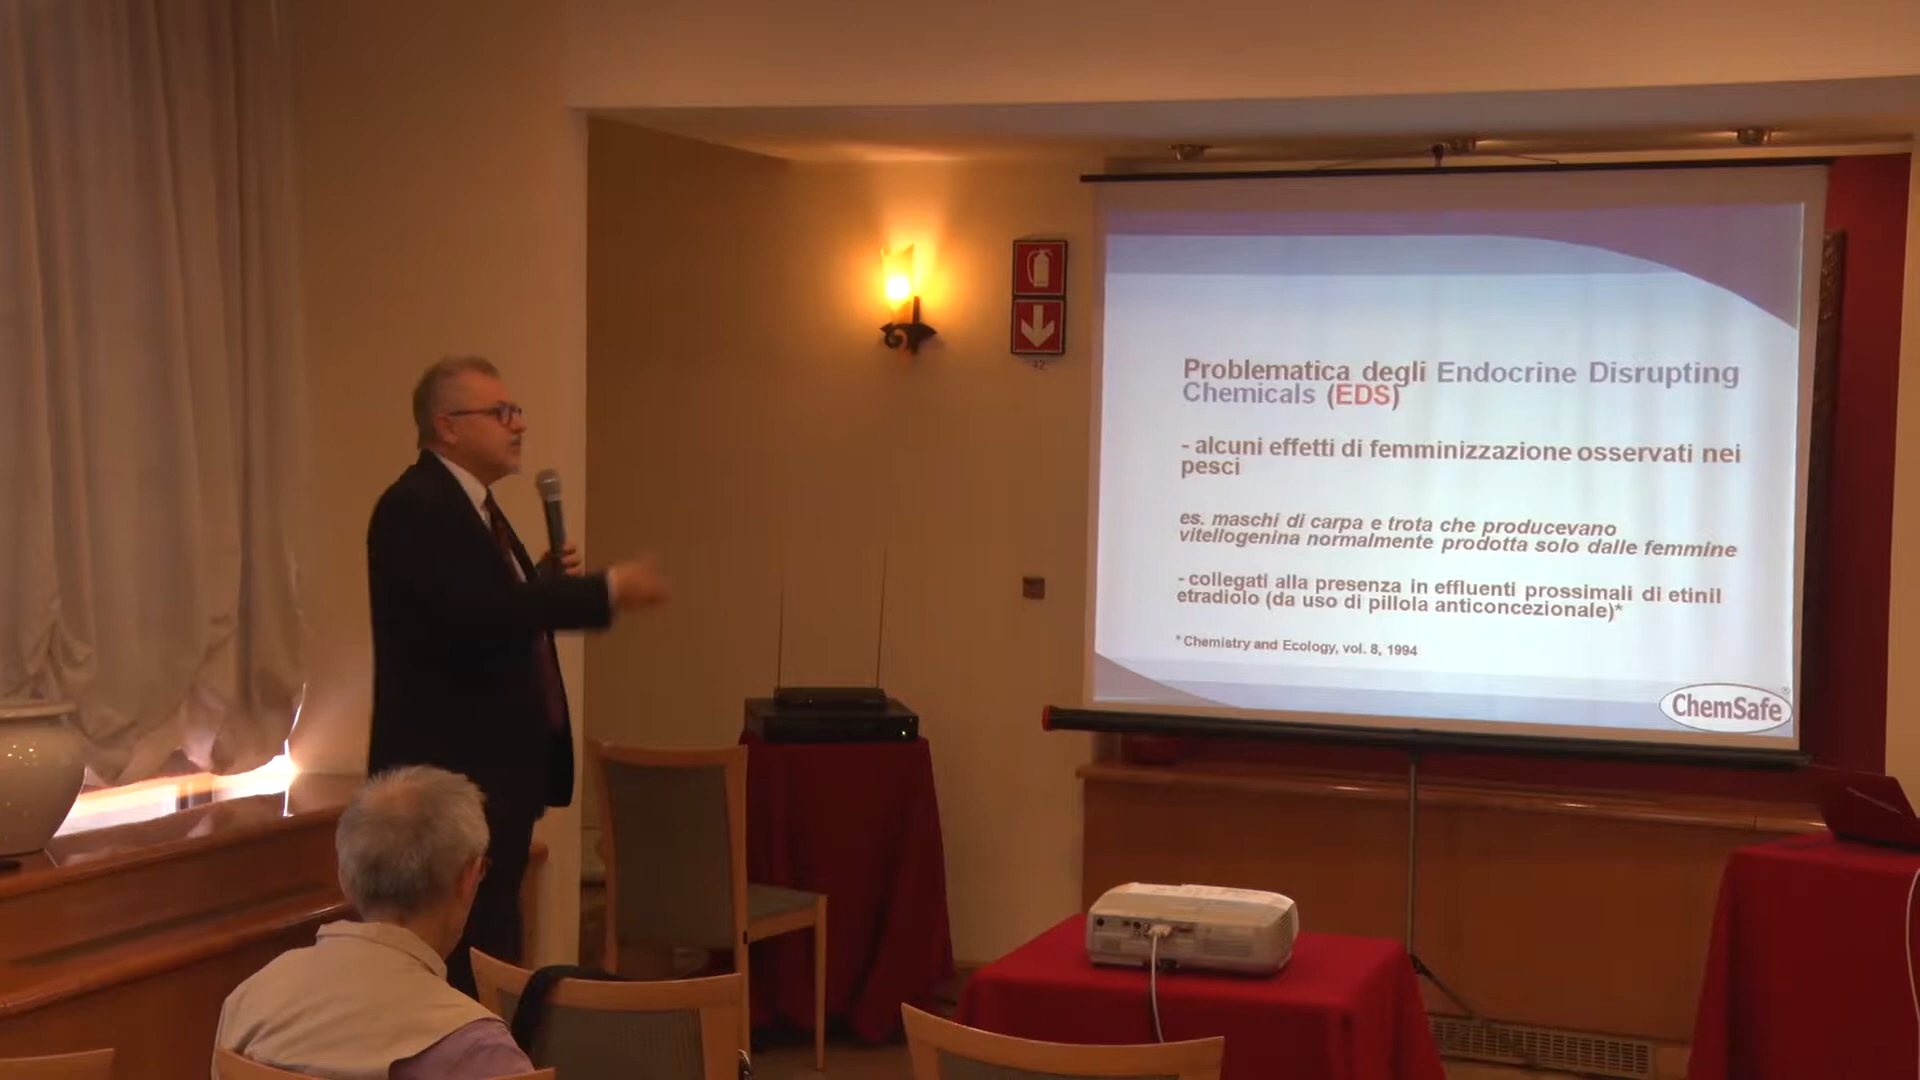 Problematica degli Endocrine Disrupting
Chemicals (EDS)
- alcuni effetti di femminizzazione osservati nei
pesci
es. maschi di carpa e trota che producevano
vitellogenina normalmente prodotta solo dalle femmine
- collegati alla presenza in effluenti prossimali di etinil
etradiolo (da uso di pillola anticoncezionale)*
* Chemistry and Ecology, vol. 8, 1994
ChemSafe®
42